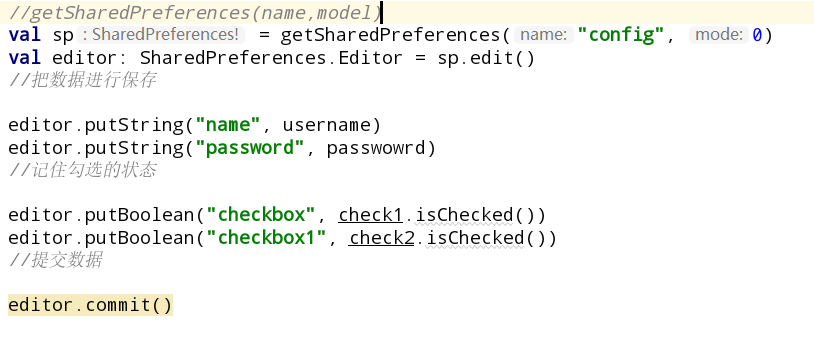 //getSharedPreferences(name,model)
val sp : SharedPreferences! = getSharedPreferences( name: "config", mode: 0)
val editor: SharedPreferences.Editor = sp.edit()
//把数据进行保存
editor.putString("name", username)
editor.putString("password", passwowrd)
//记住勾选的状态
editor.putBoolean("checkbox", check1.isChecked())
editor.putBoolean("checkbox1", check2.isChecked())
//提交数据
editor.commit()